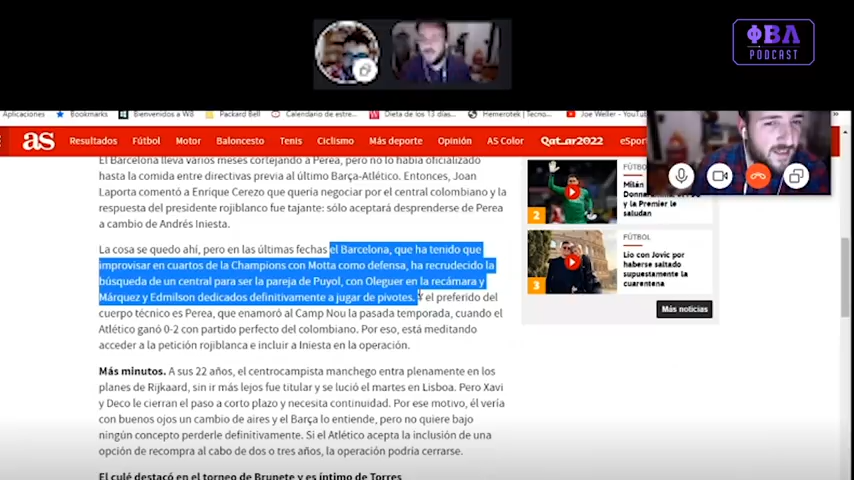 ΦBΛ
PODCAST
Aplicaciones Bookmarks Bienvenidos a W8 Packard Bell Calendario de estre... Dieta de los 13 días... Hemerotek | Tecno... Joe Weller - YouTu »
as Resultados Fútbol Motor Baloncesto Tenis Ciclismo Más deporte Opinión AS Color Qat_ar2022 eSpor
El Barcelona lleva varios meses cortejando a Perea, pero no lo había oficializado
hasta la comida entre directivas previa al último Barça-Atlético. Entonces, Joan
Laporta comentó a Enrique Cerezo que quería negociar por el central colombiano y la
respuesta del presidente rojiblanco fue tajante: sólo aceptará desprenderse de Perea
a cambio de Andrés Iniesta.
La cosa se quedo ahí, pero en las últimas fechas el Barcelona, que ha tenido que
improvisar en cuartos de la Champions con Motta como defensa, ha recrudecido la
búsqueda de un central para ser la pareja de Puyol, con Oleguer en la recámara y
Márquez y Edmilson dedicados definitivamente a jugar de pivotes. Y el preferido del
cuerpo técnico es Perea, que enamoró al Camp Nou la pasada temporada, cuando el
Atlético ganó 0-2 con partido perfecto del colombiano. Por eso, está meditando
acceder a la petición rojiblanca e incluir a Iniesta en la operación.
Más minutos. A sus 22 años, el centrocampista manchego entra plenamente en los
planes de Rijkaard, sin ir más lejos fue titular y se lució el martes en Lisboa. Pero Xavi
y Deco le cierran el paso a corto plazo y necesita continuidad. Por ese motivo, él vería
con buenos ojos un cambio de aires y el Barça lo entiende, pero no quiere bajo
ningún concepto perderle definitivamente. Si el Atlético acepta la inclusión de una
opción de recompra al cabo de dos o tres años, la operación podría cerrarse.
El culé destacó en el torneo de Brunete y es íntimo de Torres
2
FÚTBO
Milán
Donna
y la Premier le
saludan
3
FÚTBOL
Lío con Jovic por
haberse saltado
supuestamente la
cuarentena
Más noticias